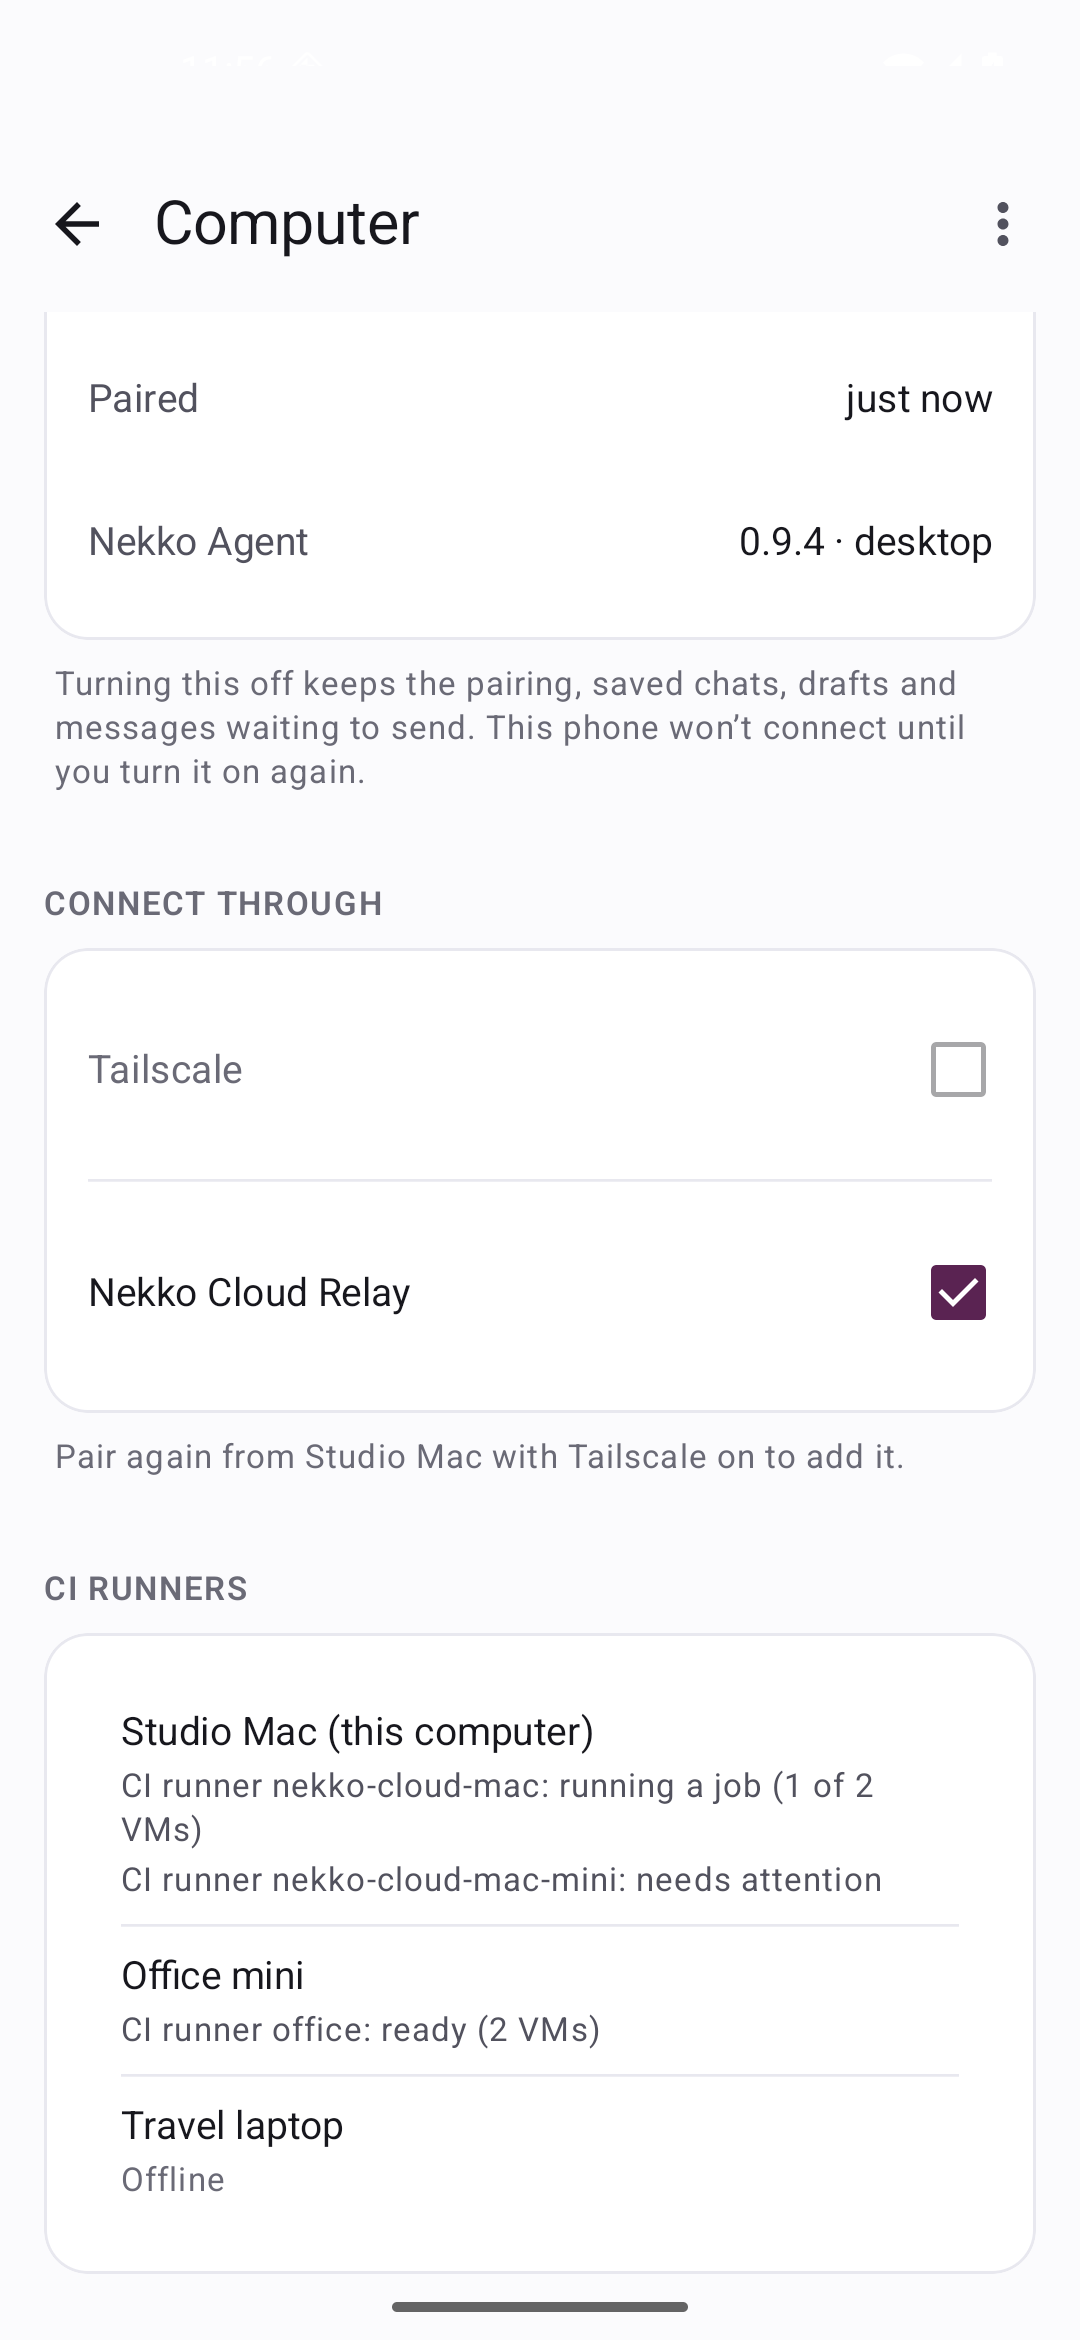 Computer
Paired just now
Nekko Agent 0.9.4 · desktop
Turning this off keeps the pairing, saved chats, drafts and
messages waiting to send. This phone won’t connect until
you turn it on again.
CONNECT THROUGH
Tailscale
Nekko Cloud Relay
Pair again from Studio Mac with Tailscale on to add it.
CI RUNNERS
Studio Mac (this computer)
CI runner nekko-cloud-mac: running a job (1 of 2
VMs)
CI runner nekko-cloud-mac-mini: needs attention
Office mini
CI runner office: ready (2 VMs)
Travel laptop
Offline